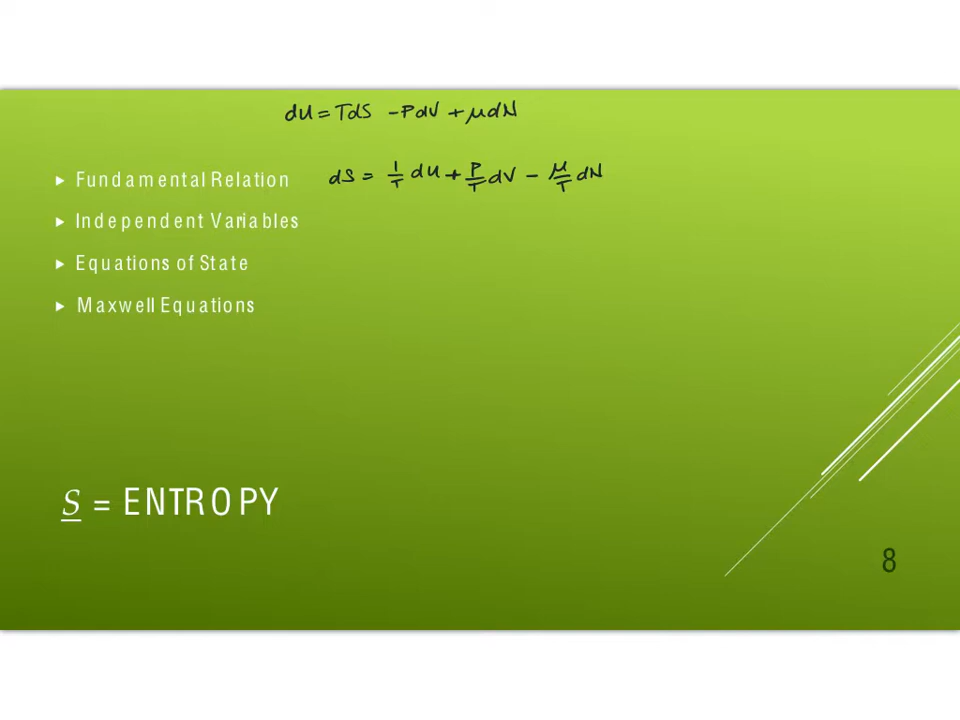 dU = TdS - PdV + μdN
▸ Fundamental Relation dS = 1/T dU + P/T dV - μ/T dN
▸ Independent Variables
▸ Equations of State
▸ Maxwell Equations
S = ENTROPY
8